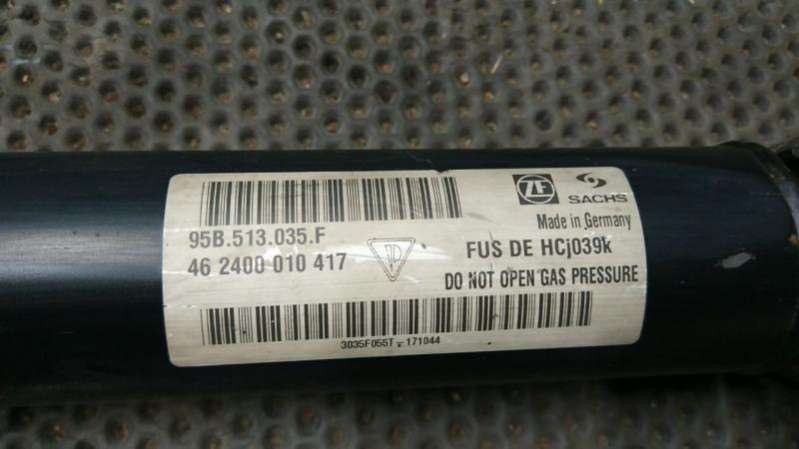 ZF
SACHS
Made in Germany
95B.513.035.F
46 2400 010 417
FUS DE HCj039k
DO NOT OPEN GAS PRESSURE
3035F055T - 171044